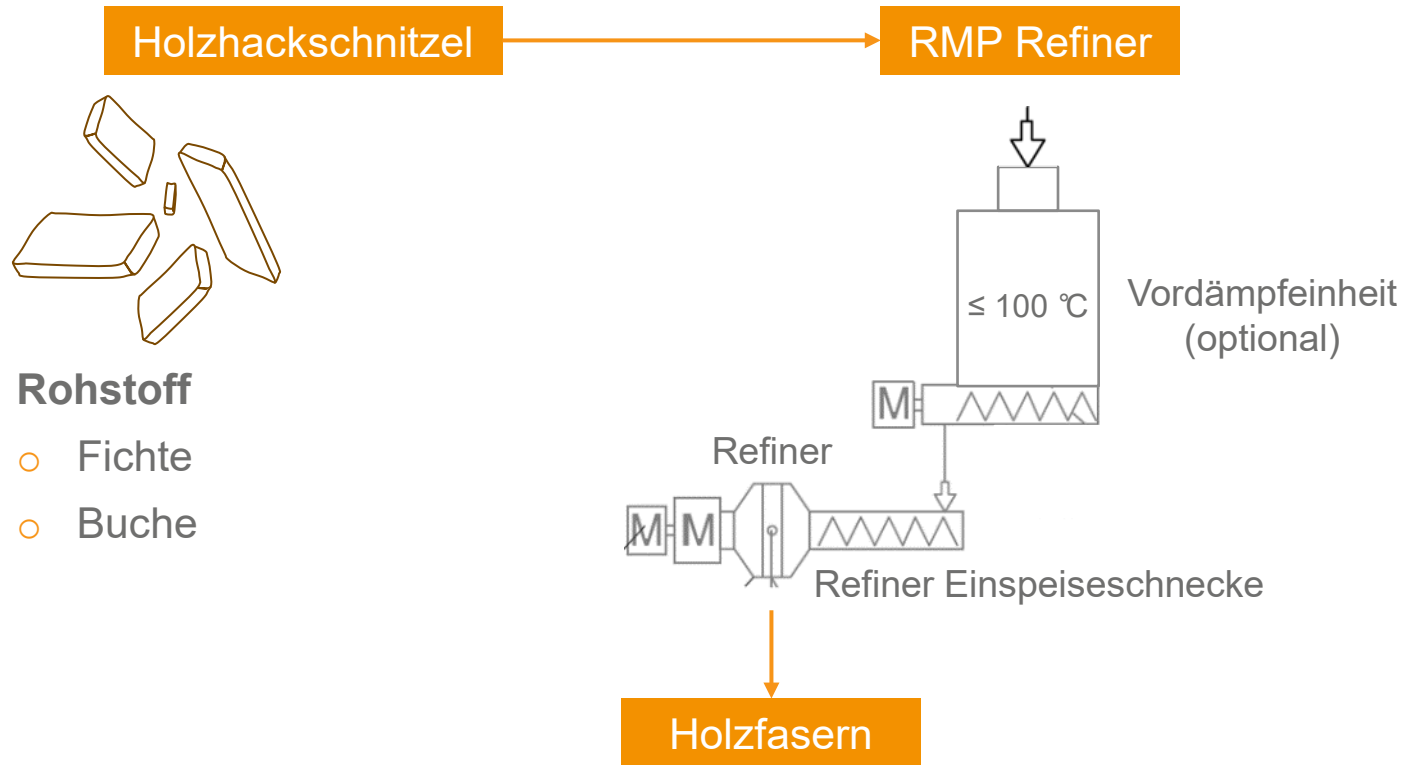 Holzhackschnitzel
RMP Refiner
≤ 100 °C
Vordämpfeinheit
(optional)
Rohstoff
Fichte
Buche
M
Refiner
M
M
Refiner Einspeiseschnecke
Holzfasern